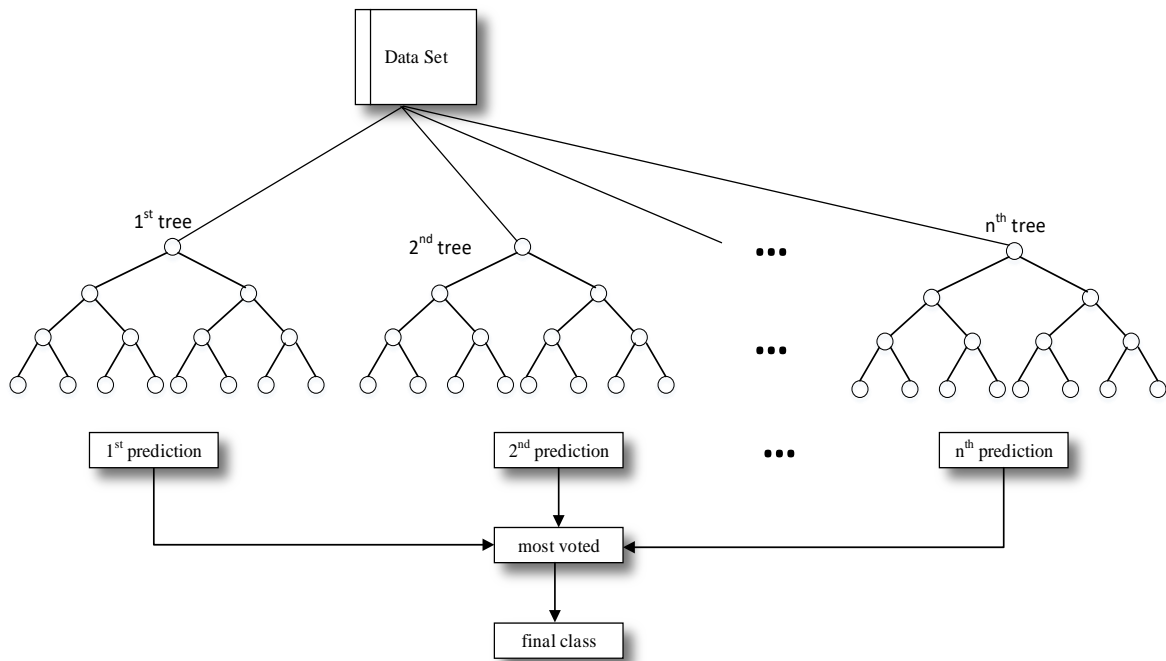 Data Set
1st tree
2nd tree
...
nth tree
...
1st prediction
2nd prediction
...
nth prediction
most voted
final class